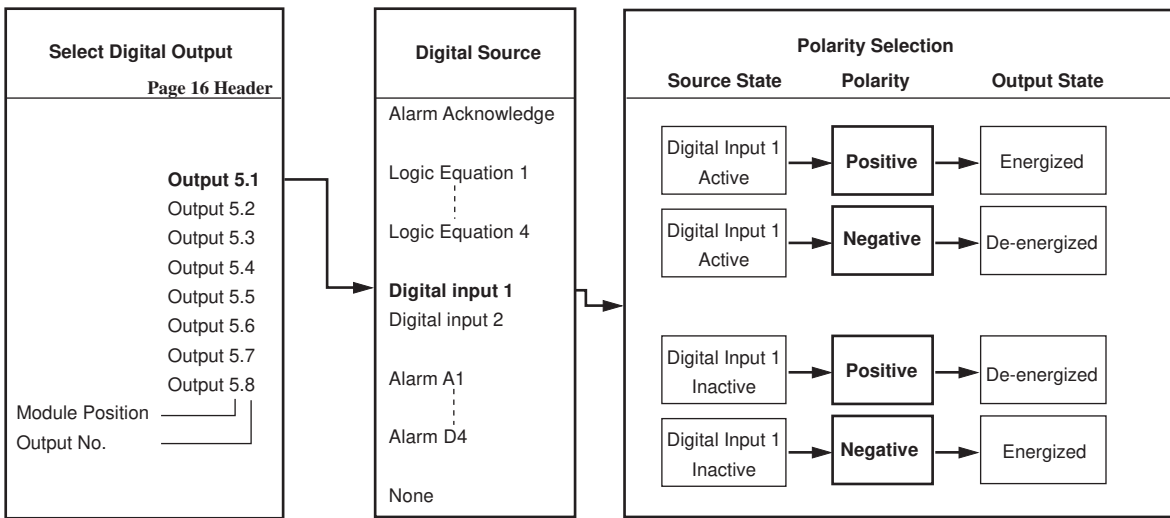 Select Digital Output
Page 16 Header
Output 5.1
Output 5.2
Output 5.3
Output 5.4
Output 5.5
Output 5.6
Output 5.7
Output 5.8
Module Position
Output No.
Digital Source
Alarm Acknowledge
Logic Equation 1
Logic Equation 4
Digital input 1
Digital input 2
Alarm A1
Alarm D4
None
Polarity Selection
Source State
Polarity
Output State
Digital Input 1
Active
Positive
Energized
Digital Input 1
Active
Negative
De-energized
Digital Input 1
Inactive
Positive
De-energized
Digital Input 1
Inactive
Negative
Energized